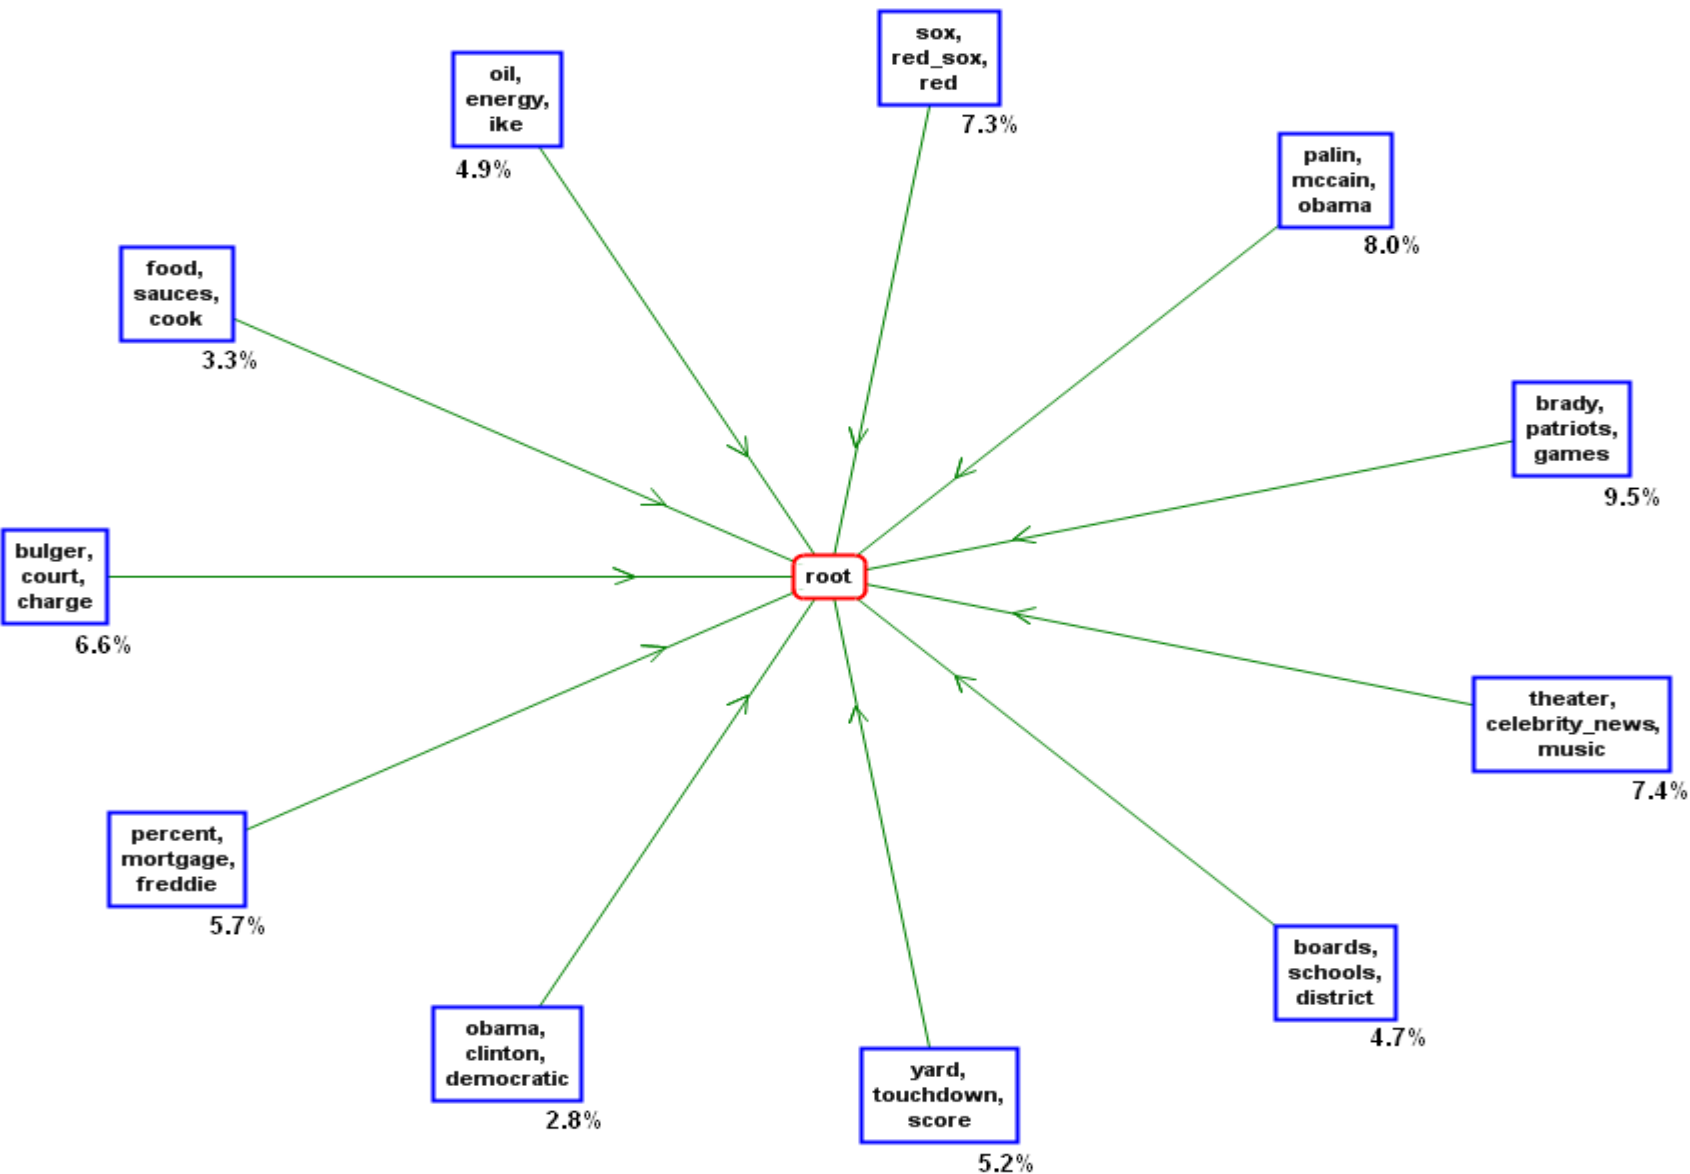 sox,
red_sox,
red
7.3%
oil,
energy,
ike
4.9%
palin,
mccain,
obama
8.0%
food,
sauces,
cook
3.3%
brady,
patriots,
games
9.5%
bulger,
court,
charge
6.6%
root
theater,
celebrity_news,
music
7.4%
percent,
mortgage,
freddie
5.7%
boards,
schools,
district
4.7%
obama,
clinton,
democratic
2.8%
yard,
touchdown,
score
5.2%